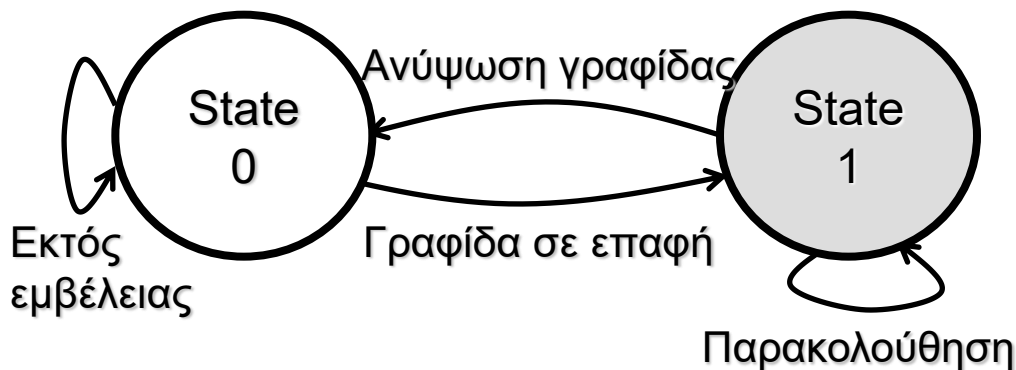 State
0
Ανύψωση γραφίδας
State
1
Εκτός
εμβέλειας
Γραφίδα σε επαφή
Παρακολούθηση